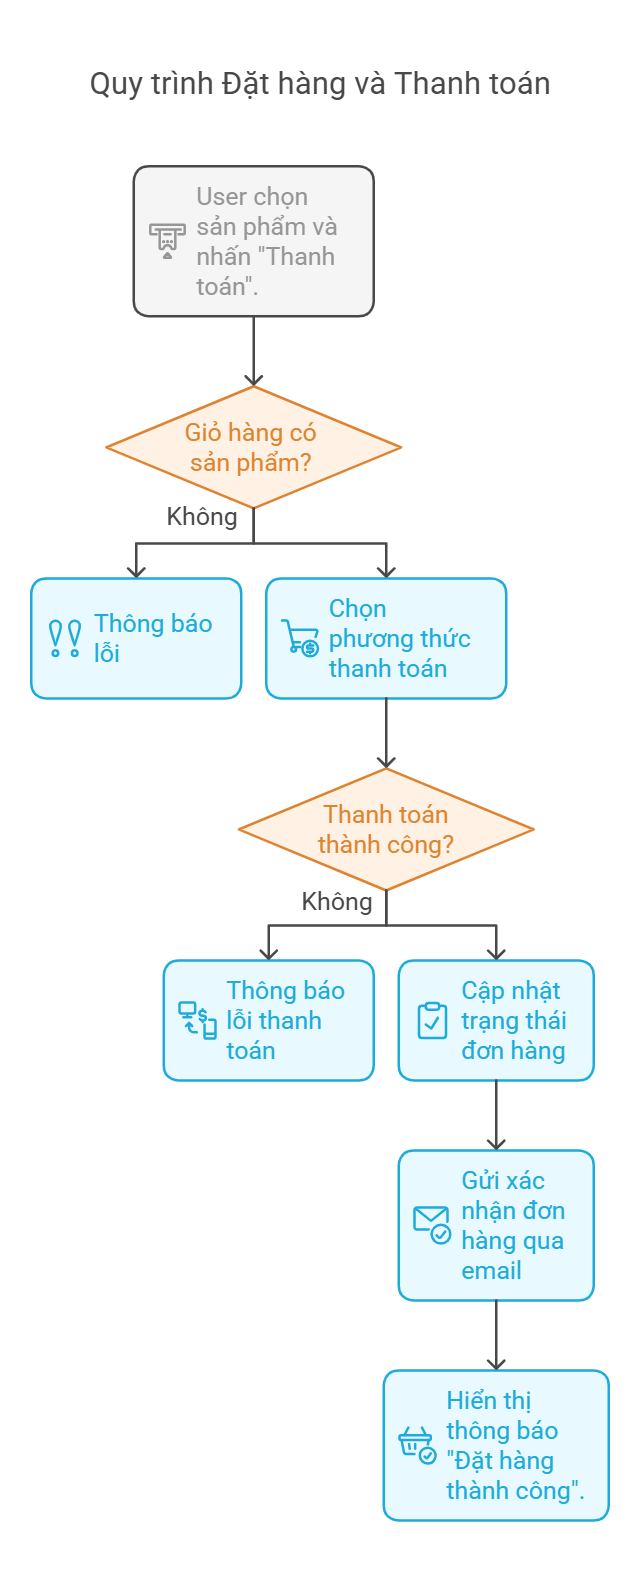 Quy trình Đặt hàng và Thanh toán
User chọn
sản phẩm và
nhấn "Thanh
toán".
Giỏ hàng có
sản phẩm?
Không
Thông báo
lỗi
Chọn
phương thức
thanh toán
Thanh toán
thành công?
Không
Thông báo
lỗi thanh
toán
Cập nhật
trạng thái
đơn hàng
Gửi xác
nhận đơn
hàng qua
email
Hiển thị
thông báo
"Đặt hàng
thành công".